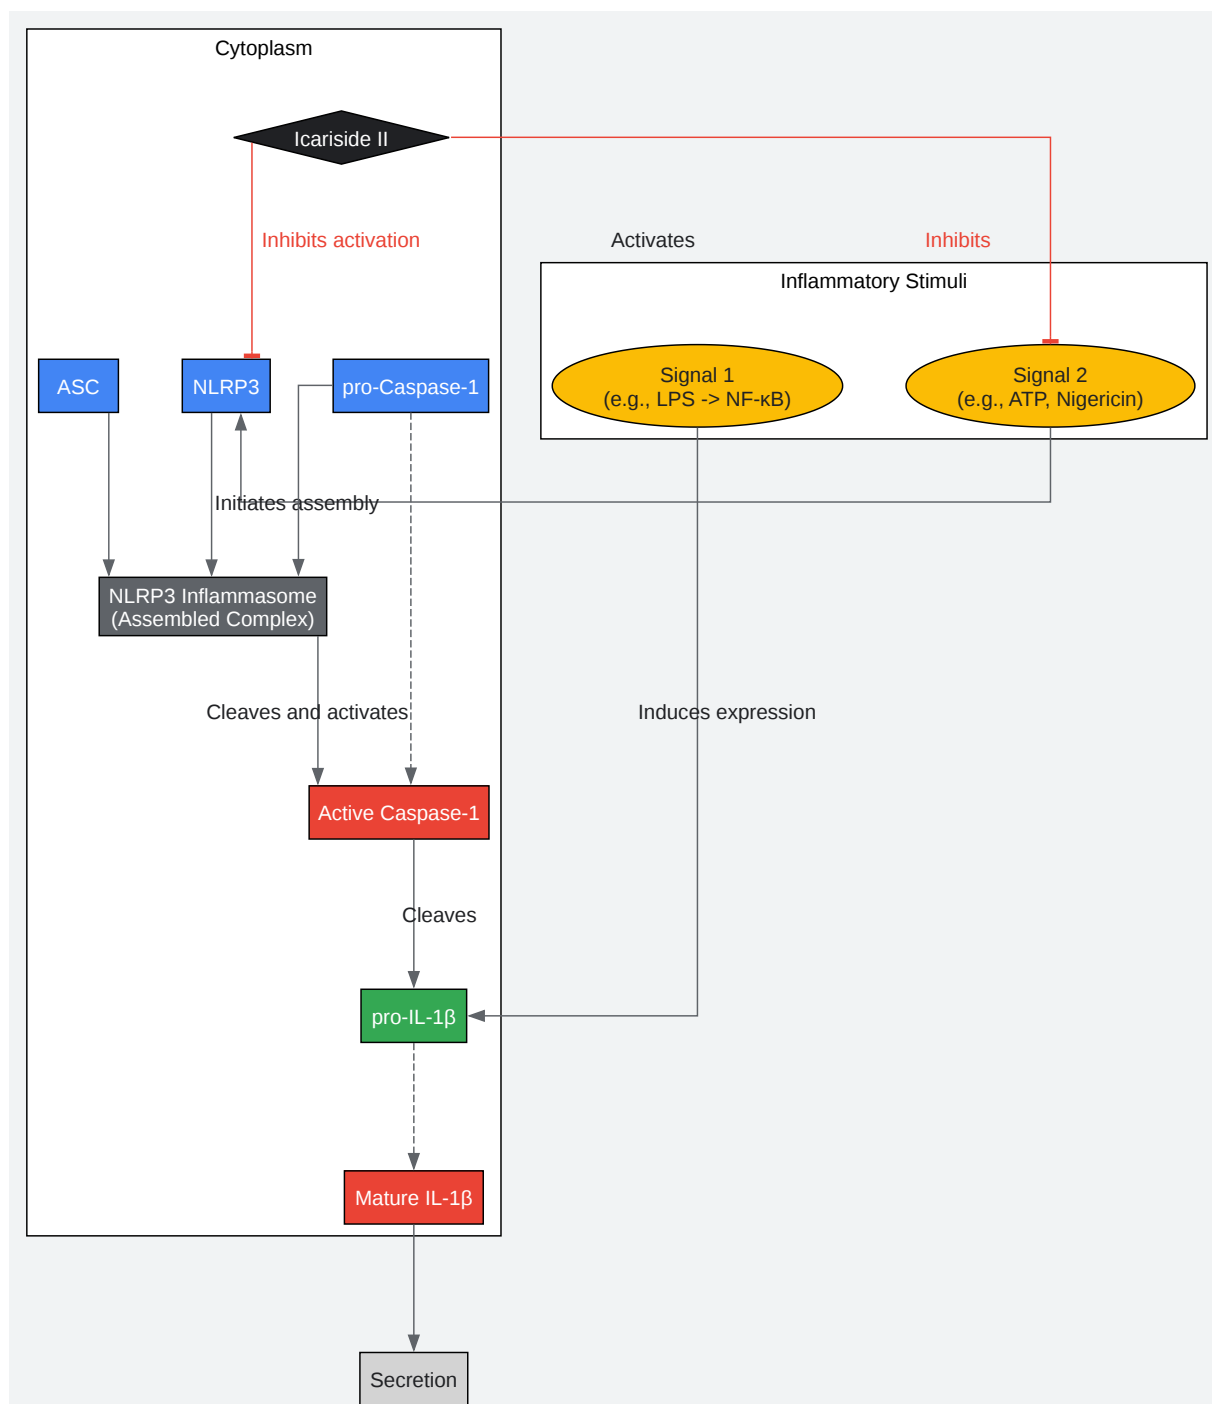 Cytoplasm
Icariside II
Inhibits activation
Activates
Inhibits
Inflammatory Stimuli
ASC
NLRP3
pro-Caspase-1
Signal 1
(e.g., LPS -> NF-κB)
Signal 2
(e.g., ATP, Nigericin)
Initiates assembly
NLRP3 Inflammasome
(Assembled Complex)
Cleaves and activates
Induces expression
Active Caspase-1
Cleaves
pro-IL-1β
Mature IL-1β
Secretion